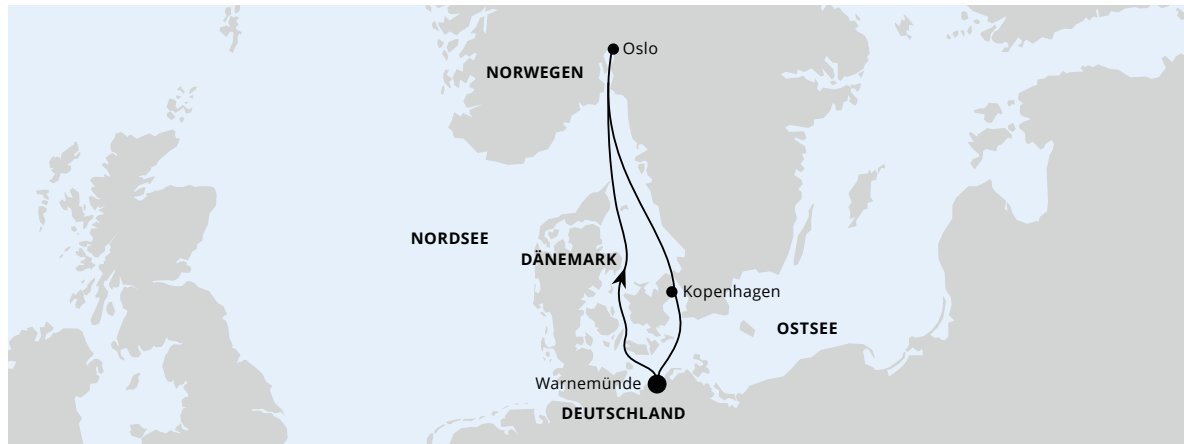 Oslo
NORWEGEN
NORDSEE
DÄNEMARK
Kopenhagen
OSTSEE
Warnemünde
DEUTSCHLAND